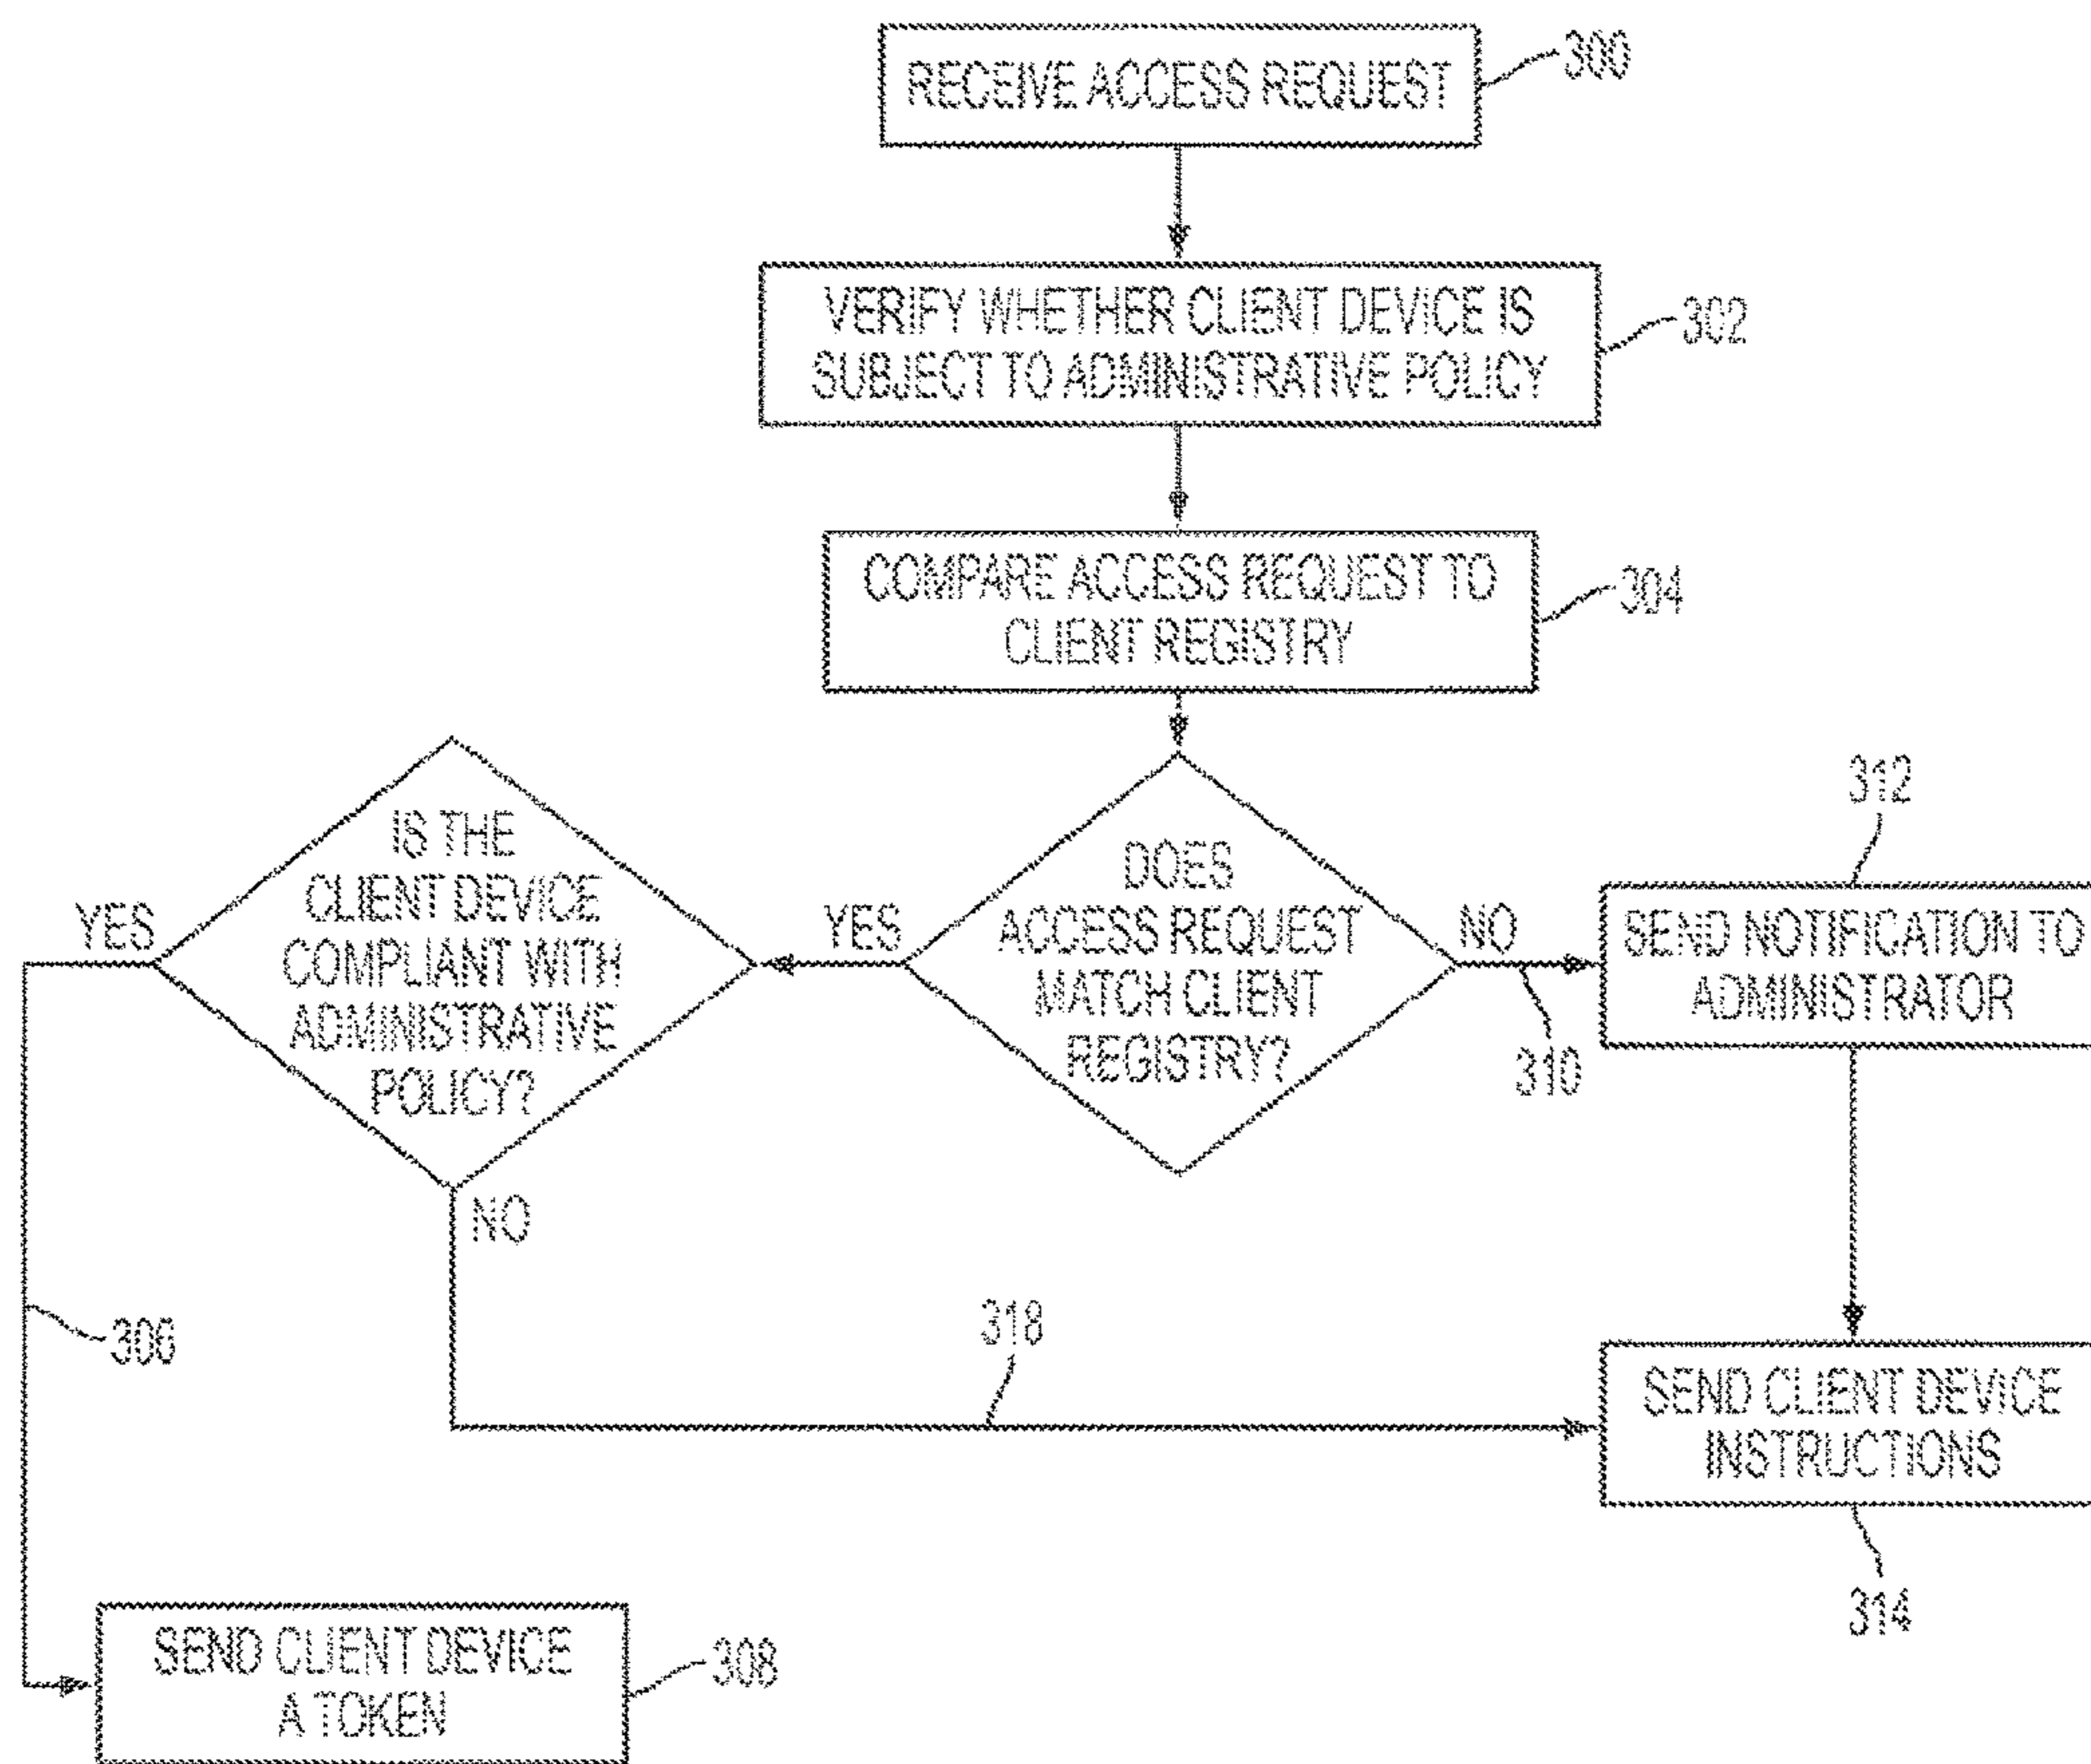 RECEIVE ACCESS REQUEST
300
VERIFY WHETHER CLIENT DEVICE IS
SUBJECT TO ADMINISTRATIVE POLICY
302
COMPARE ACCESS REQUEST TO
CLIENT REGISTRY
304
IS THE
CLIENT DEVICE
COMPLIANT WITH
ADMINISTRATIVE
POLICY?
YES
NO
DOES
ACCESS REQUEST
MATCH CLIENT
REGISTRY?
YES
NO
310
312
SEND NOTIFICATION TO
ADMINISTRATOR
306
318
SEND CLIENT DEVICE
INSTRUCTIONS
314
SEND CLIENT DEVICE
A TOKEN
308